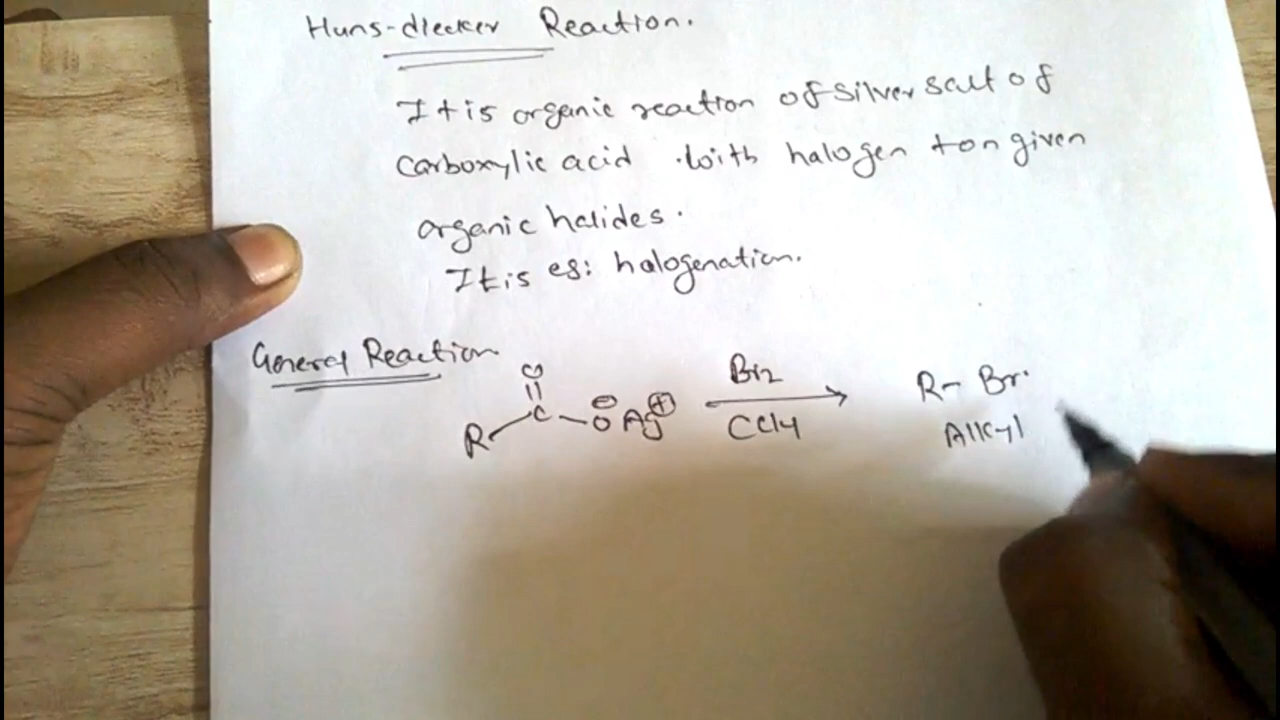 Huns-diecker Reaction.
It is organic reaction of silver salt of
carboxylic acid with halogen ton given
organic halides.
It is eg: halogenation.
General Reaction
O
Br2
R C O ⊖ Ag ⊕ R- Br.
CCl4
Alkyl